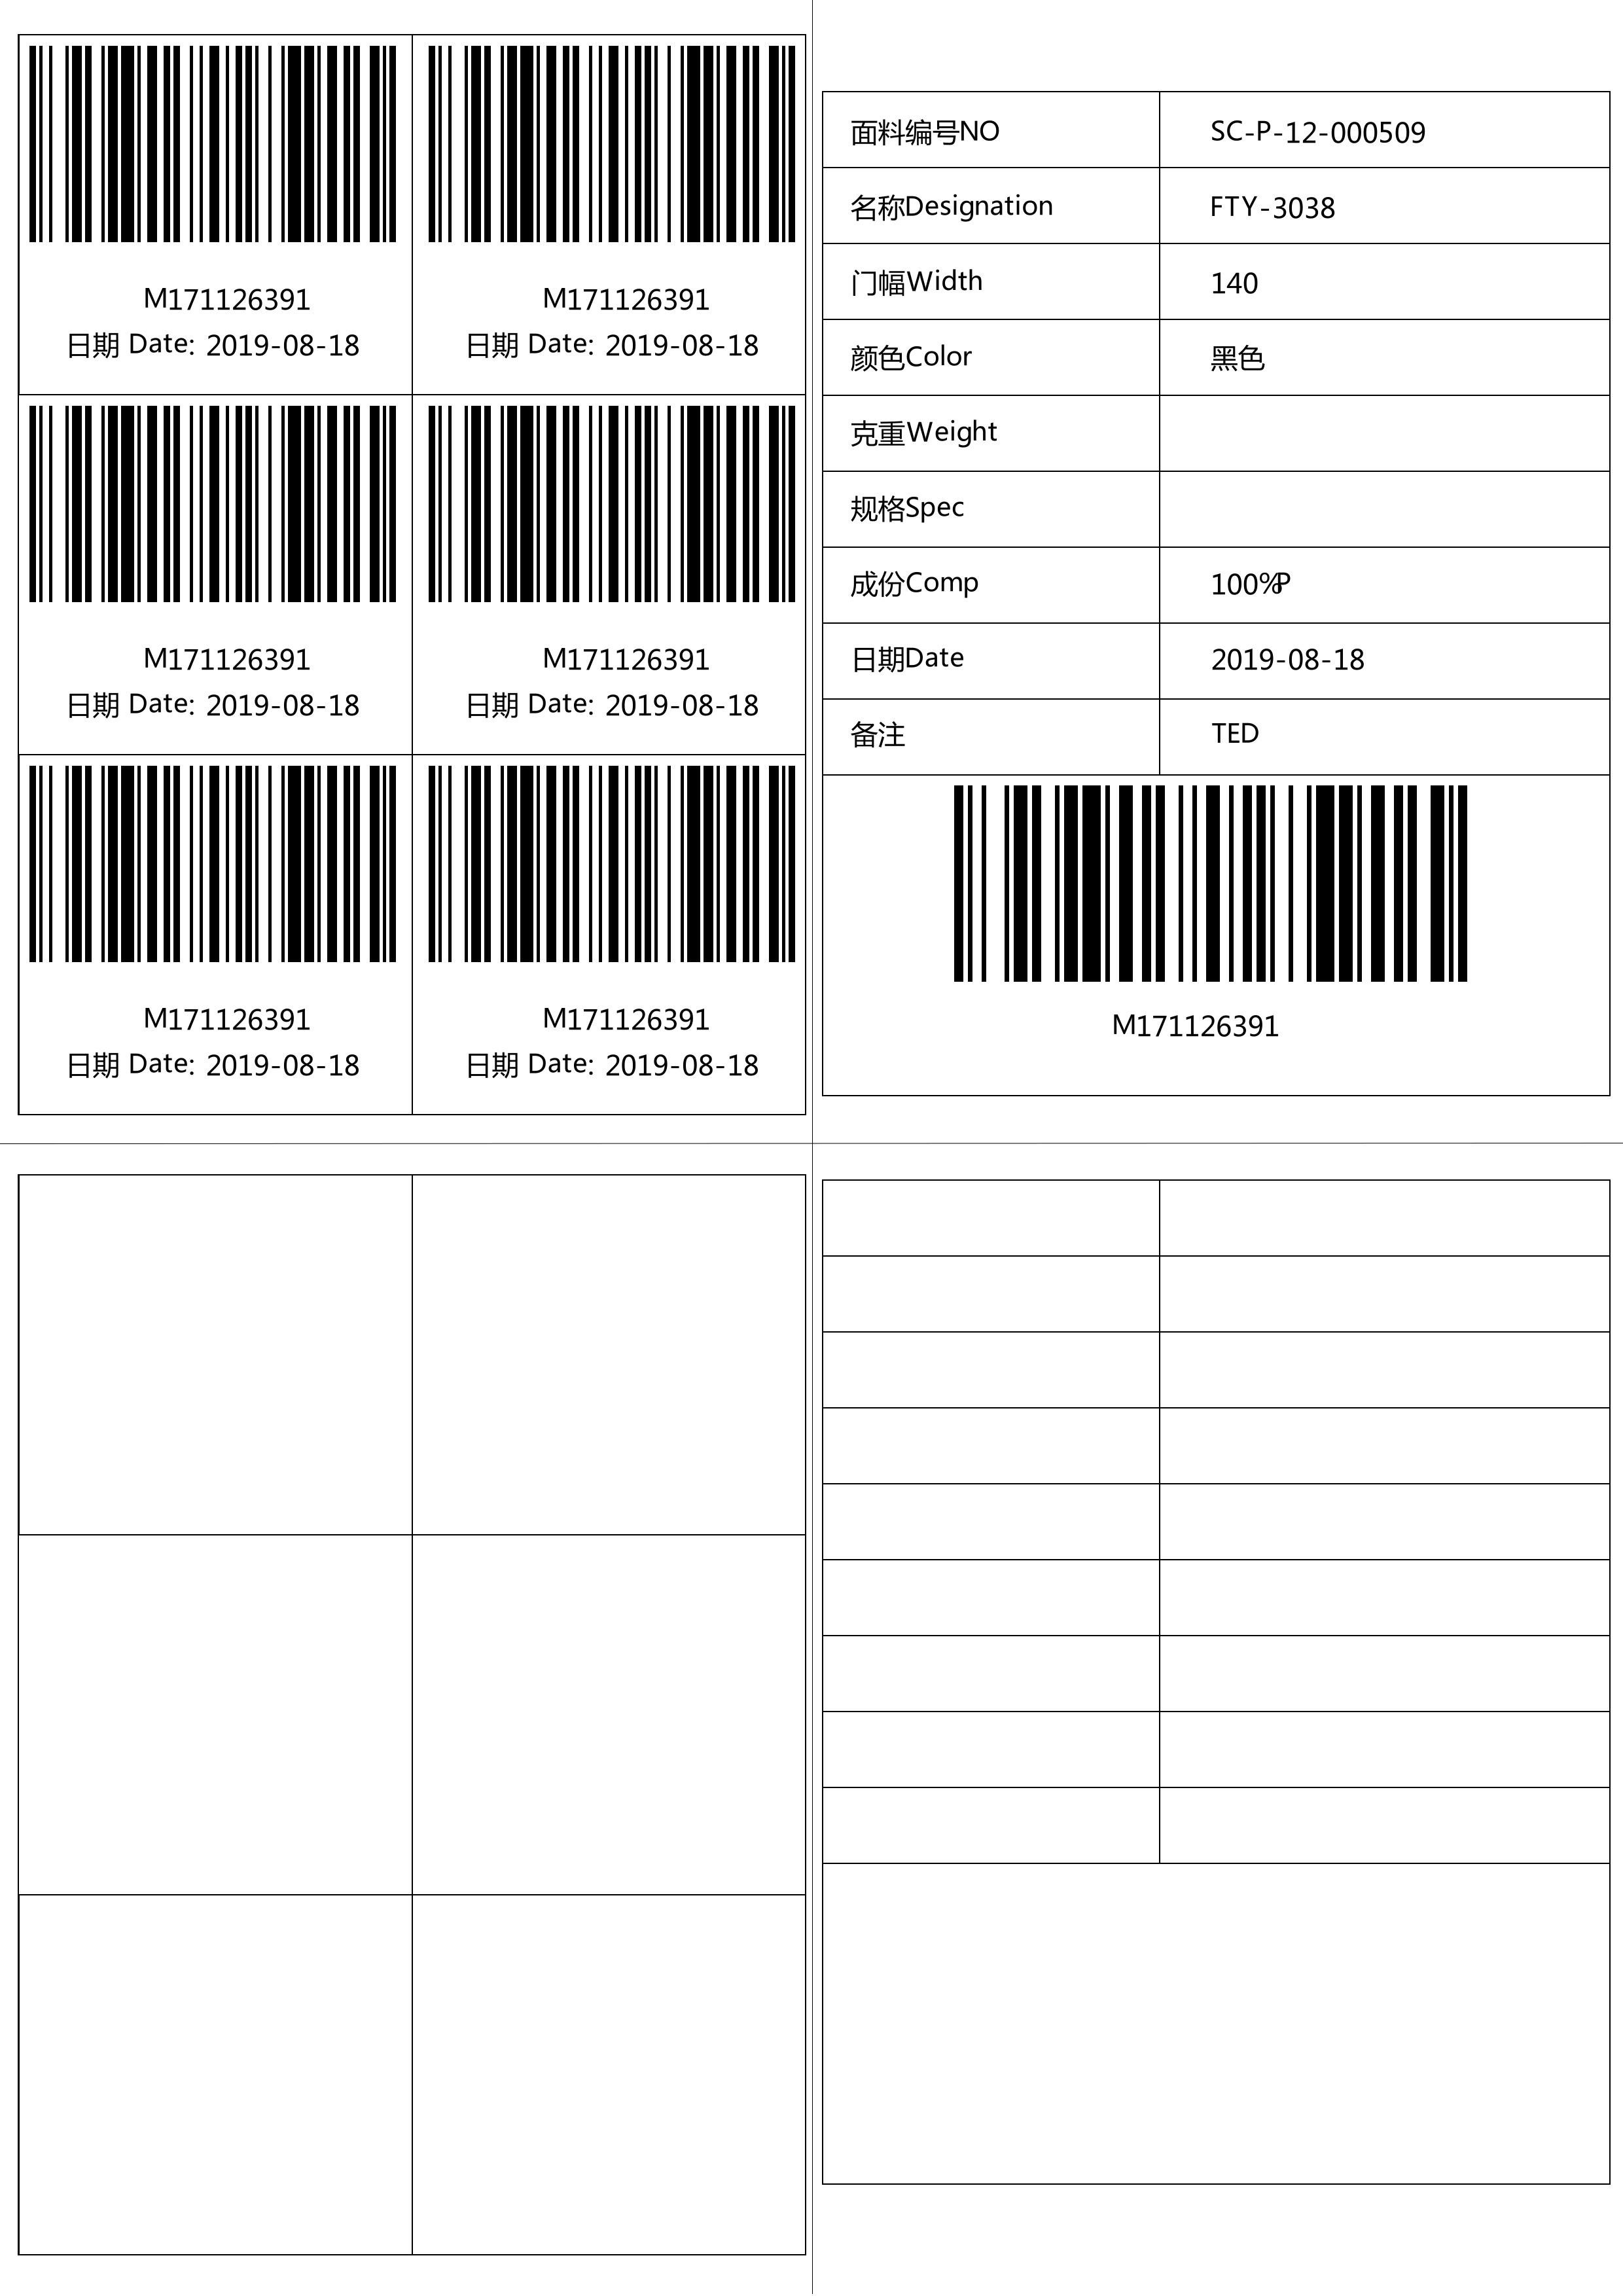 M171126391
日期 Date: 2019-08-18
M171126391
日期 Date: 2019-08-18
M171126391
日期 Date: 2019-08-18
M171126391
日期 Date: 2019-08-18
M171126391
日期 Date: 2019-08-18
M171126391
日期 Date: 2019-08-18
面料编号NO SC-P-12-000509
名称Designation FTY-3038
门幅Width 140
颜色Color 黑色
克重Weight
规格Spec
成份Comp 100%P
日期Date 2019-08-18
备注 TED
M171126391